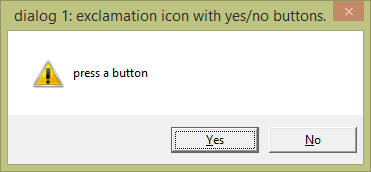 dialog 1: exclamation icon with yes/no buttons.
press a button
Yes
No